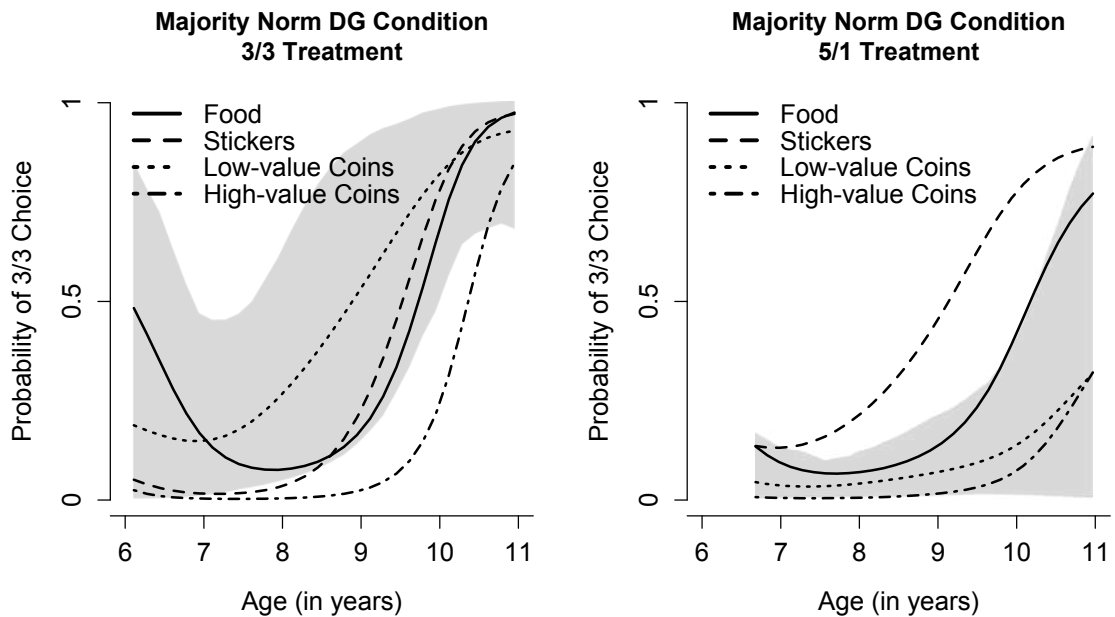 Majority Norm DG Condition
3/3 Treatment
Probability of 3/3 Choice
1
0.5
0
Food
Stickers
Low-value Coins
High-value Coins
6 7 8 9 10 11
Age (in years)
Majority Norm DG Condition
5/1 Treatment
Probability of 3/3 Choice
1
0.5
0
Food
Stickers
Low-value Coins
High-value Coins
6 7 8 9 10 11
Age (in years)